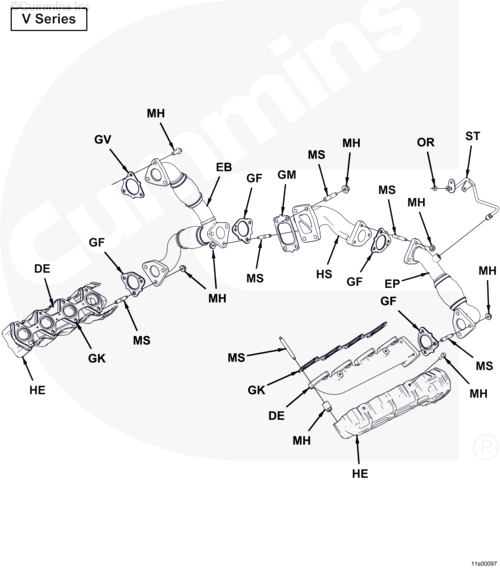 ©Cummins Inc
V Series
MH
GV
EB
GF
GM
MS
MH
OR
ST
MS
MH
GF
DE
MS
HS
GF
EP
MH
MH
GF
MS
GK
HE
MS
MS
GK
MH
DE
MH
HE
cummins
®
11s00097